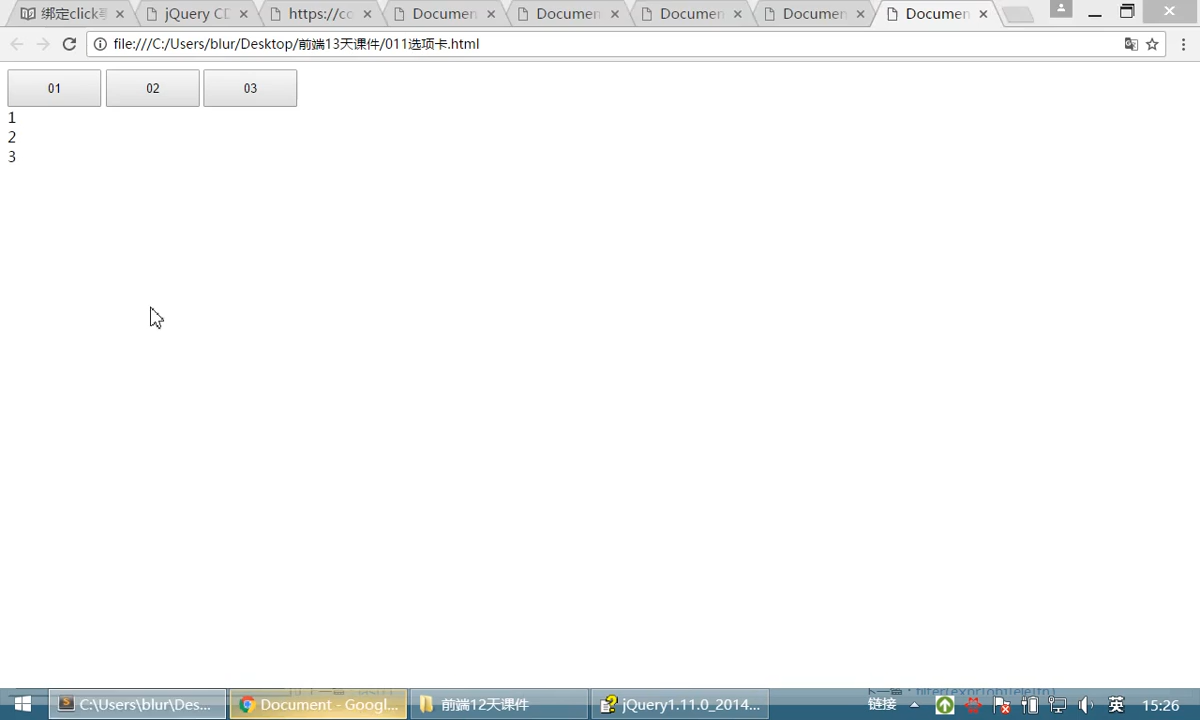 绑定click事
jQuery CD
https://co
Documen
Documen
Documen
Documen
Documen
file:///C:/Users/blur/Desktop/前端13天课件/011选项卡.html
01
02
03
1
2
3
C:\Users\blur\Des...
Document - Googl...
前端12天课件
jQuery1.11.0_2014...
链接
英
15:26